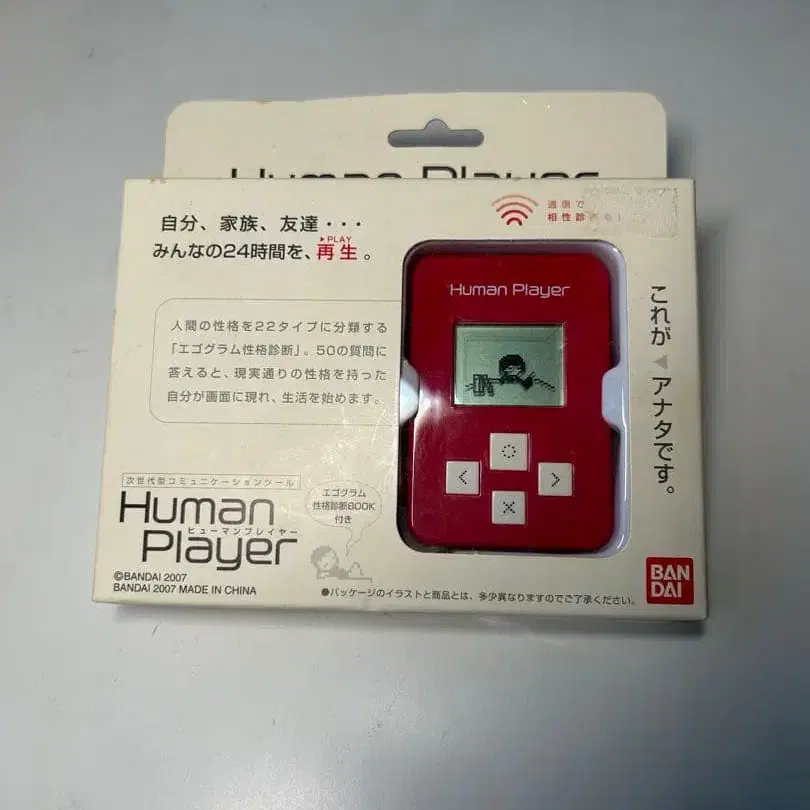 Human Player
自分、家族、友達・・・
▶PLAY
みんなの24時間を、再生。
通信で
相性診
人間の性格を22タイプに分類する
「エゴグラム性格診断」。50の質問に
答えると、現実通りの性格を持った
自分が画面に現れ、生活を始めます。
Human Player
これが◀アナタです。
次世代型コミュニケーションツール
Human
ヒューマンプレイヤー
Player
エゴグラム
性格診断BOOK
付き
©BANDAI 2007
BANDAI 2007 MADE IN CHINA
●パッケージのイラストと商品とは、多少異なりますのでご了承ください。
BAN
DAI